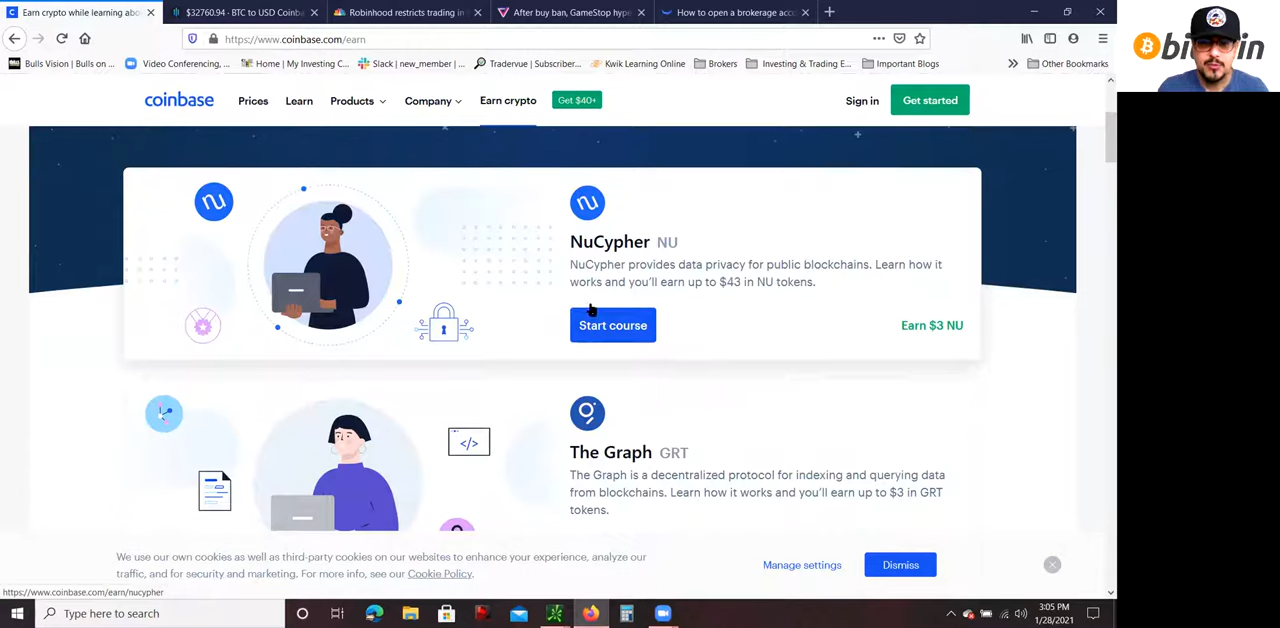 Earn crypto while learning abo
$32760.94 · BTC to USD Coinb
Robinhood restricts trading in
After buy ban, GameStop hype
How to open a brokerage acc
https://www.coinbase.com/earn
Bulls Vision | Bulls on ...
Video Conferencing, ...
Home | My Investing C...
Slack | new_member | ...
Tradervue | Subscriber...
Kwik Learning Online
Brokers
Investing & Trading E...
Important Blogs
Other Bookmarks
coinbase
Prices
Learn
Products
Company
Earn crypto
Get $40+
Sign in
Get started
NuCypher NU
NuCypher provides data privacy for public blockchains. Learn how it
works and you'll earn up to $43 in NU tokens.
Start course
Earn $3 NU
The Graph GRT
The Graph is a decentralized protocol for indexing and querying data
from blockchains. Learn how it works and you'll earn up to $3 in GRT
tokens.
We use our own cookies as well as third-party cookies on our websites to enhance your experience, analyze our
traffic, and for security and marketing. For more info, see our Cookie Policy.
Manage settings
Dismiss
https://www.coinbase.com/earn/nucypher
Type here to search
3:05 PM
1/28/2021